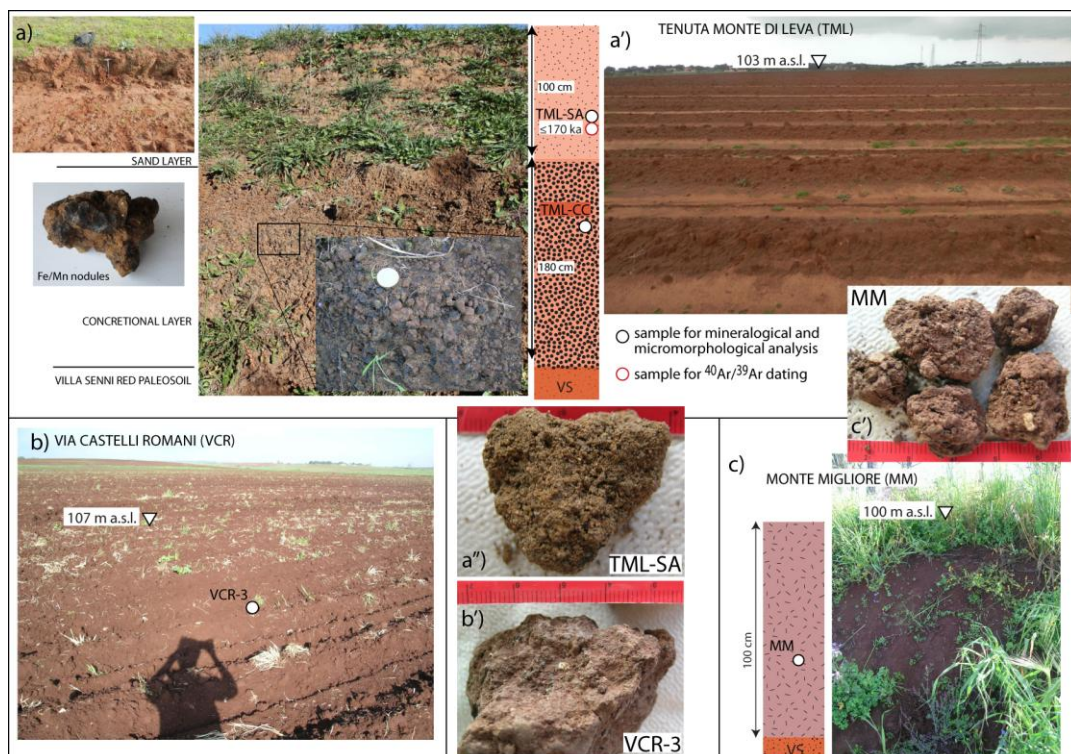 a)
SAND LAYER
Fe/Mn nodules
CONCRETIONAL LAYER
VILLA SENNI RED PALEOSOIL
100 cm
TML-SA
≤170 ka
TML-CC
180 cm
VS
a')
TENUTA MONTE DI LEVA (TML)
103 m a.s.l.
sample for mineralogical and
micromorphological analysis
sample for ⁴⁰Ar/³⁹Ar dating
MM
c')
b) VIA CASTELLI ROMANI (VCR)
107 m a.s.l.
VCR-3
a'')
TML-SA
b')
VCR-3
c)
MONTE MIGLIORE (MM)
100 m a.s.l.
100 cm
MM
VS